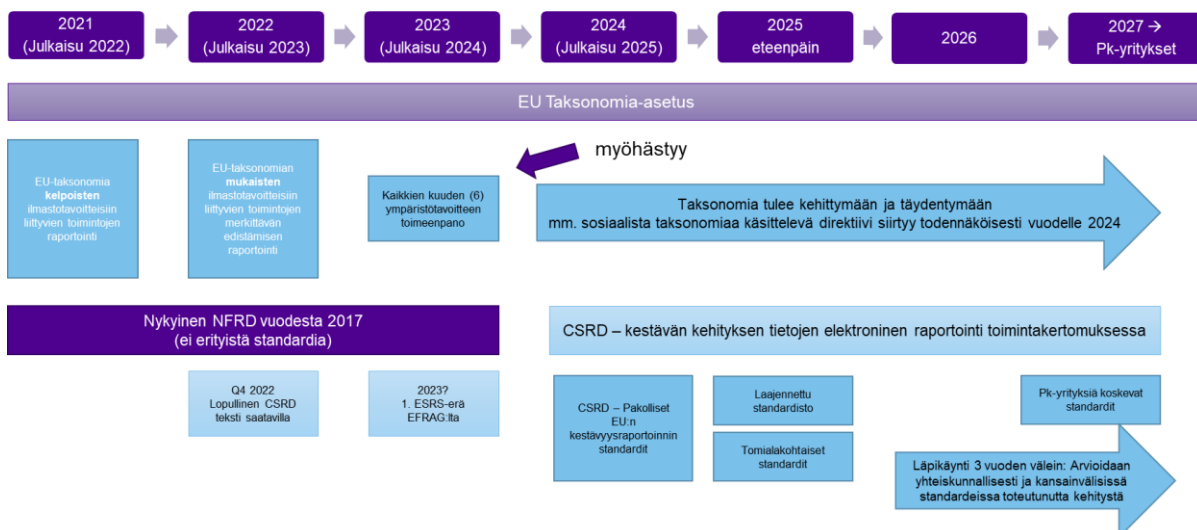 2021
(Julkaisu 2022)
2022
(Julkaisu 2023)
2023
(Julkaisu 2024)
2024
(Julkaisu 2025)
2025
eteenpäin
2026
2027 →
Pk-yritykset
EU Taksonomia-asetus
EU-taksonomia
kelpoisten
ilmastotavoitteisiin
liittyvien toimintojen
raportointi
EU-taksonomian
mukaisten
ilmastotavoitteisiin
liittyvien toimintojen
merkittävän
edistämisen
raportointi
Kaikkien kuuden (6)
ympäristötavoitteen
toimeenpano
myöhästyy
Taksonomia tulee kehittymään ja täydentymään
mm. sosiaalista taksonomiaa käsittelevä direktiivi siirtyy todennäköisesti vuodelle 2024
Nykyinen NFRD vuodesta 2017
(ei erityistä standardia)
CSRD – kestävän kehityksen tietojen elektroninen raportointi toimintakertomuksessa
Q4 2022
Lopullinen CSRD
teksti saatavilla
2023?
1. ESRS-erä
EFRAG:lta
CSRD – Pakolliset
EU:n
kestävyysraportoinnin
standardit
Laajennettu
standardisto
Tomialakohtaiset
standardit
Pk-yrityksiä koskevat
standardit
Läpikäynti 3 vuoden välein: Arvioidaan
yhteiskunnallisesti ja kansainvälisissä
standardeissa toteutunutta kehitystä